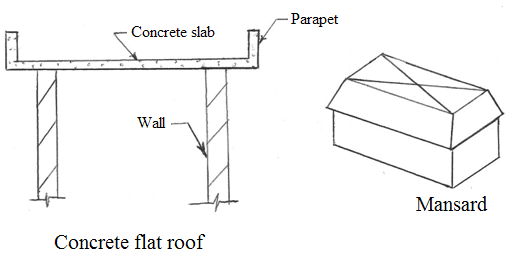 Parapet
Concrete slab
Wall
Mansard
Concrete flat roof